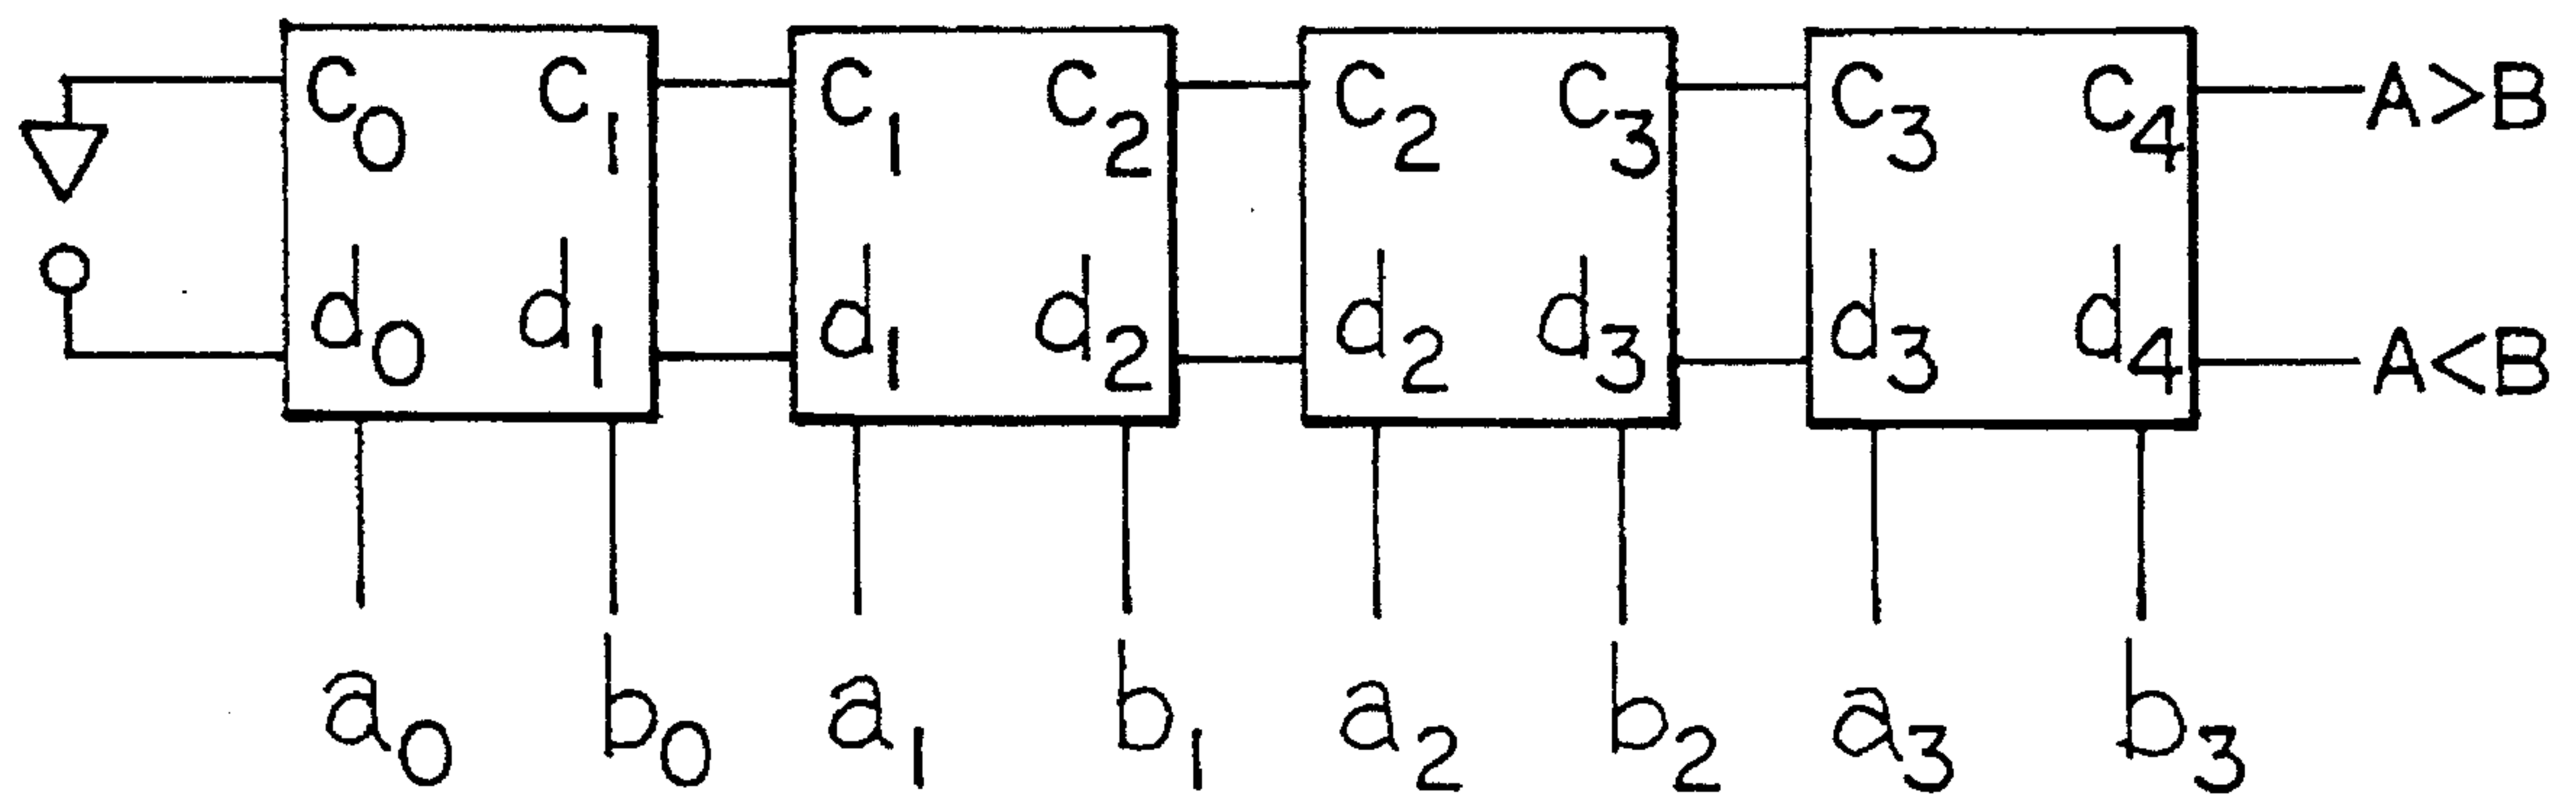 c₀ c₁ c₁ c₂ c₂ c₃ c₃ c₄ A>B
d₀ d₁ d₁ d₂ d₂ d₃ d₃ d₄ A<B
a₀ b₀ a₁ b₁ a₂ b₂ a₃ b₃